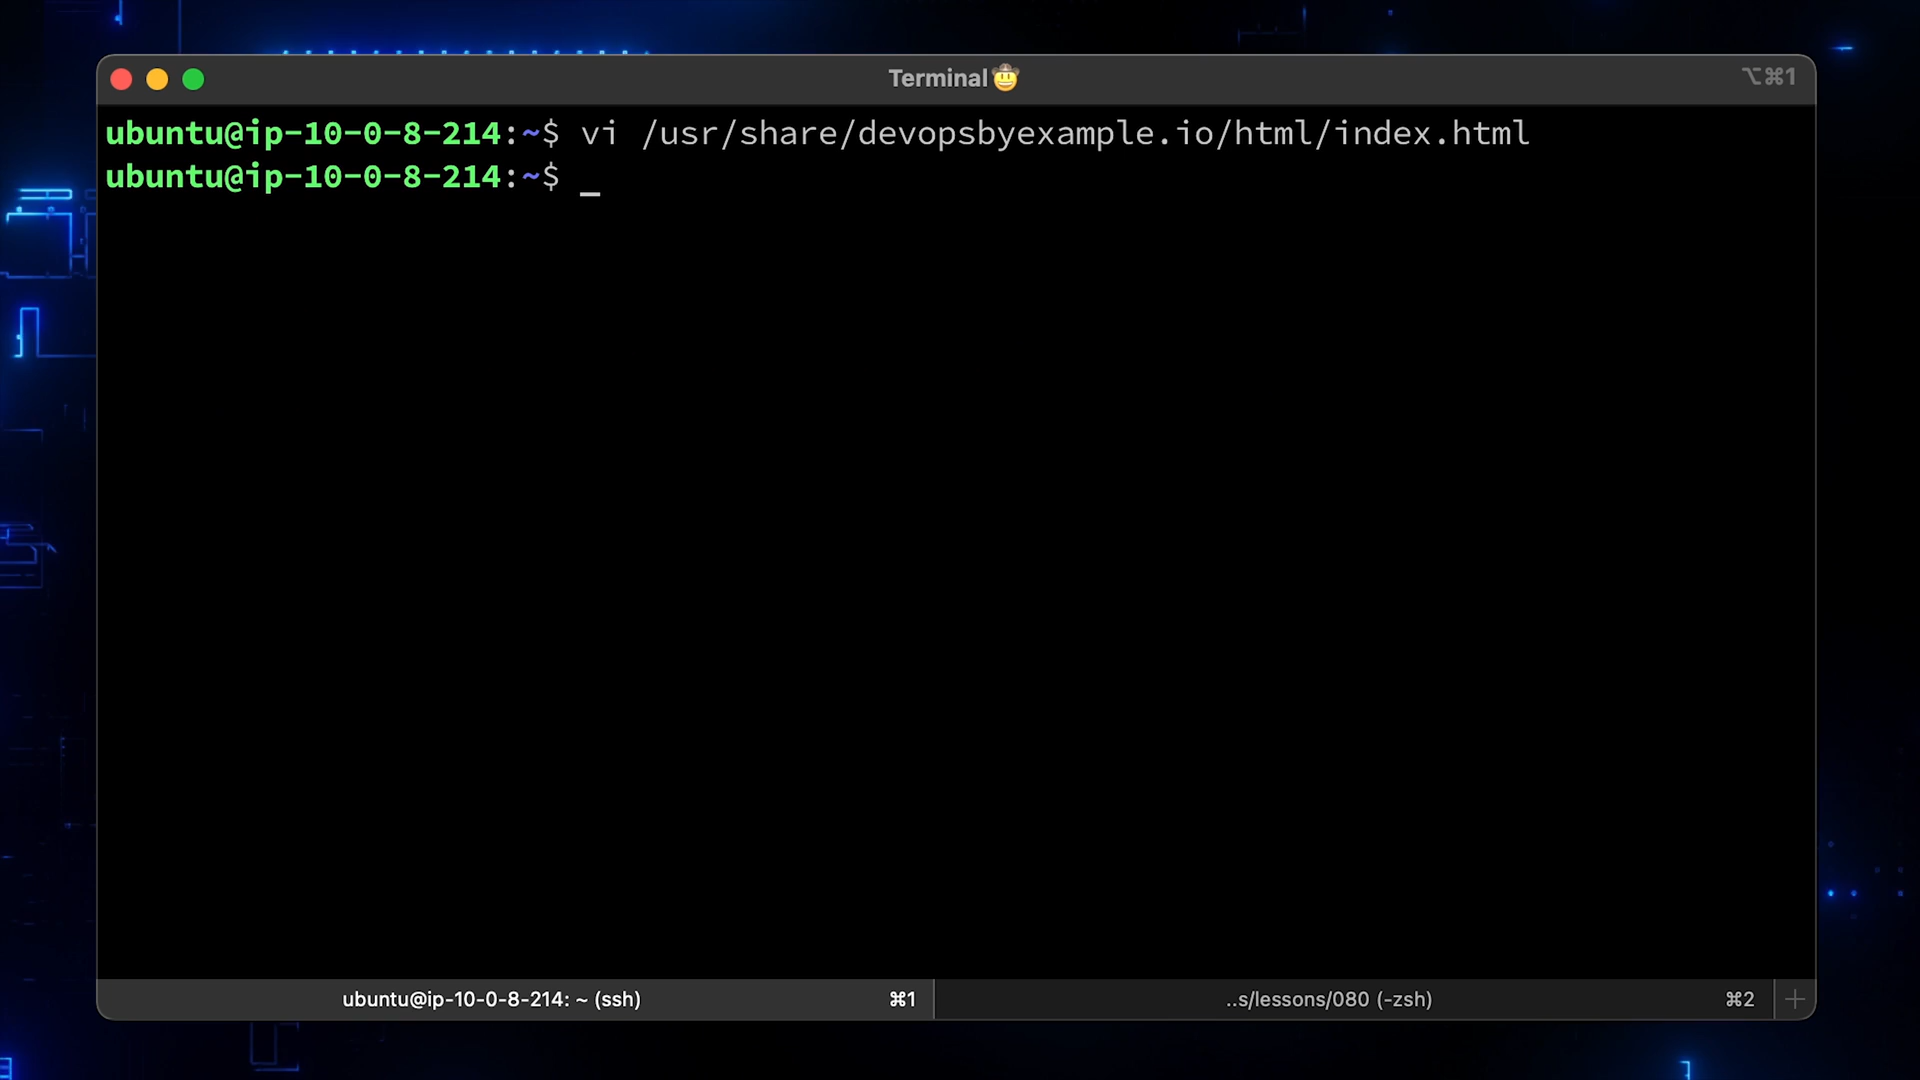 Terminal🤠
⌥⌘1
ubuntu@ip-10-0-8-214:~$ vi /usr/share/devopsbyexample.io/html/index.html
ubuntu@ip-10-0-8-214:~$ _
ubuntu@ip-10-0-8-214: ~ (ssh) ⌘1
..s/lessons/080 (-zsh) ⌘2 +